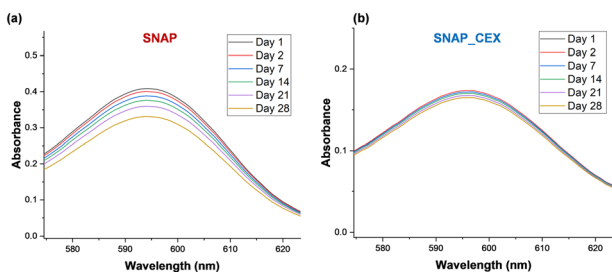 (a)
SNAP
Day 1
Day 2
Day 7
Day 14
Day 21
Day 28
Absorbance
0.5
0.4
0.3
0.2
0.1
0.0
580
590
600
610
620
Wavelength (nm)
(b)
SNAP_CEX
Day 1
Day 2
Day 7
Day 14
Day 21
Day 28
Absorbance
0.2
0.1
0.0
580
590
600
610
620
Wavelength (nm)